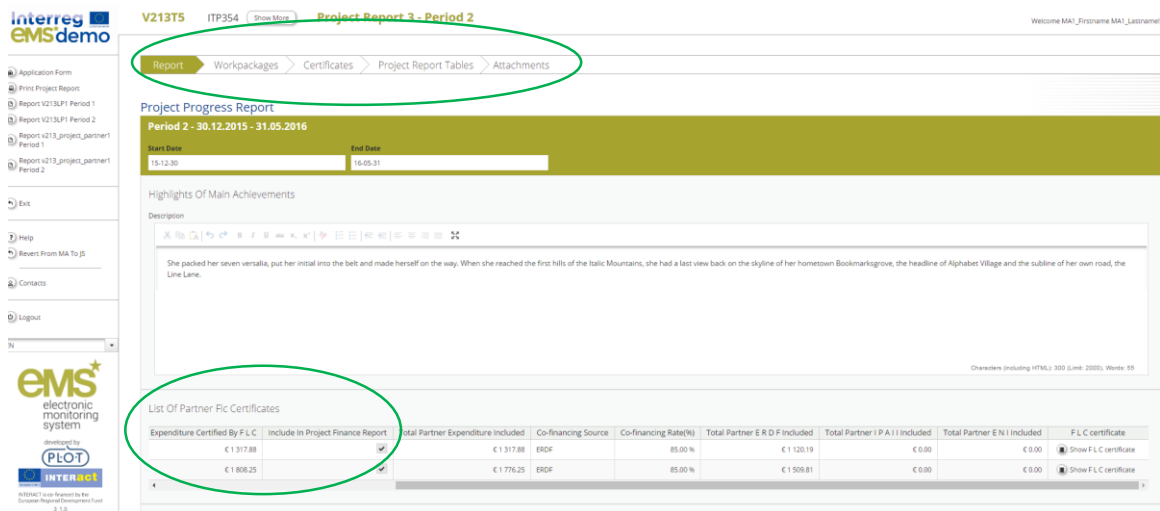 Interreg
eMS demo
V213T5 ITP354 Show More Project Report 3 - Period 2
Welcome MA1_Firstname MA1_Lastname
Report Workpackages Certificates Project Report Tables Attachments
Application Form
Print Project Report
Report V213LP1 Period 1
Report V213LP1 Period 2
Report v213_project_partner1
Period 1
Report v213_project_partner1
Period 2
Exit
Help
Revert From MA To JS
Contacts
Logout
eMS
electronic
monitoring
system
developed by
PLOT
INTERact
INTERACT is co-financed by the
European Regional Development Fund
3_1_0
Project Progress Report
Period 2 - 30.12.2015 - 31.05.2016
Start Date End Date
15-12-30 16-05-31
Highlights Of Main Achievements
Description
She packed her seven versalia, put her initial into the belt and made herself on the way. When she reached the first hills of the Italic Mountains, she had a last view back on the skyline of her hometown Bookmarksgrove, the headline of Alphabet Village and the subline of her own road, the
Line Lane.
Characters (including HTML): 300 (Limit: 2000), Words: 55
List Of Partner Flc Certificates
Expenditure Certified By F L C Include In Project Finance Report Total Partner Expenditure Included Co-financing Source Co-financing Rate(%) Total Partner E R D F Included Total Partner I P A I I Included Total Partner E N I Included F L C certificate
€ 1 317.88 € 1 317.88 ERDF 85.00 % € 1 120.19 € 0.00 € 0.00 Show F L C certificate
€ 1 808.25 € 1 776.25 ERDF 85.00 % € 1 509.81 € 0.00 € 0.00 Show F L C certificate